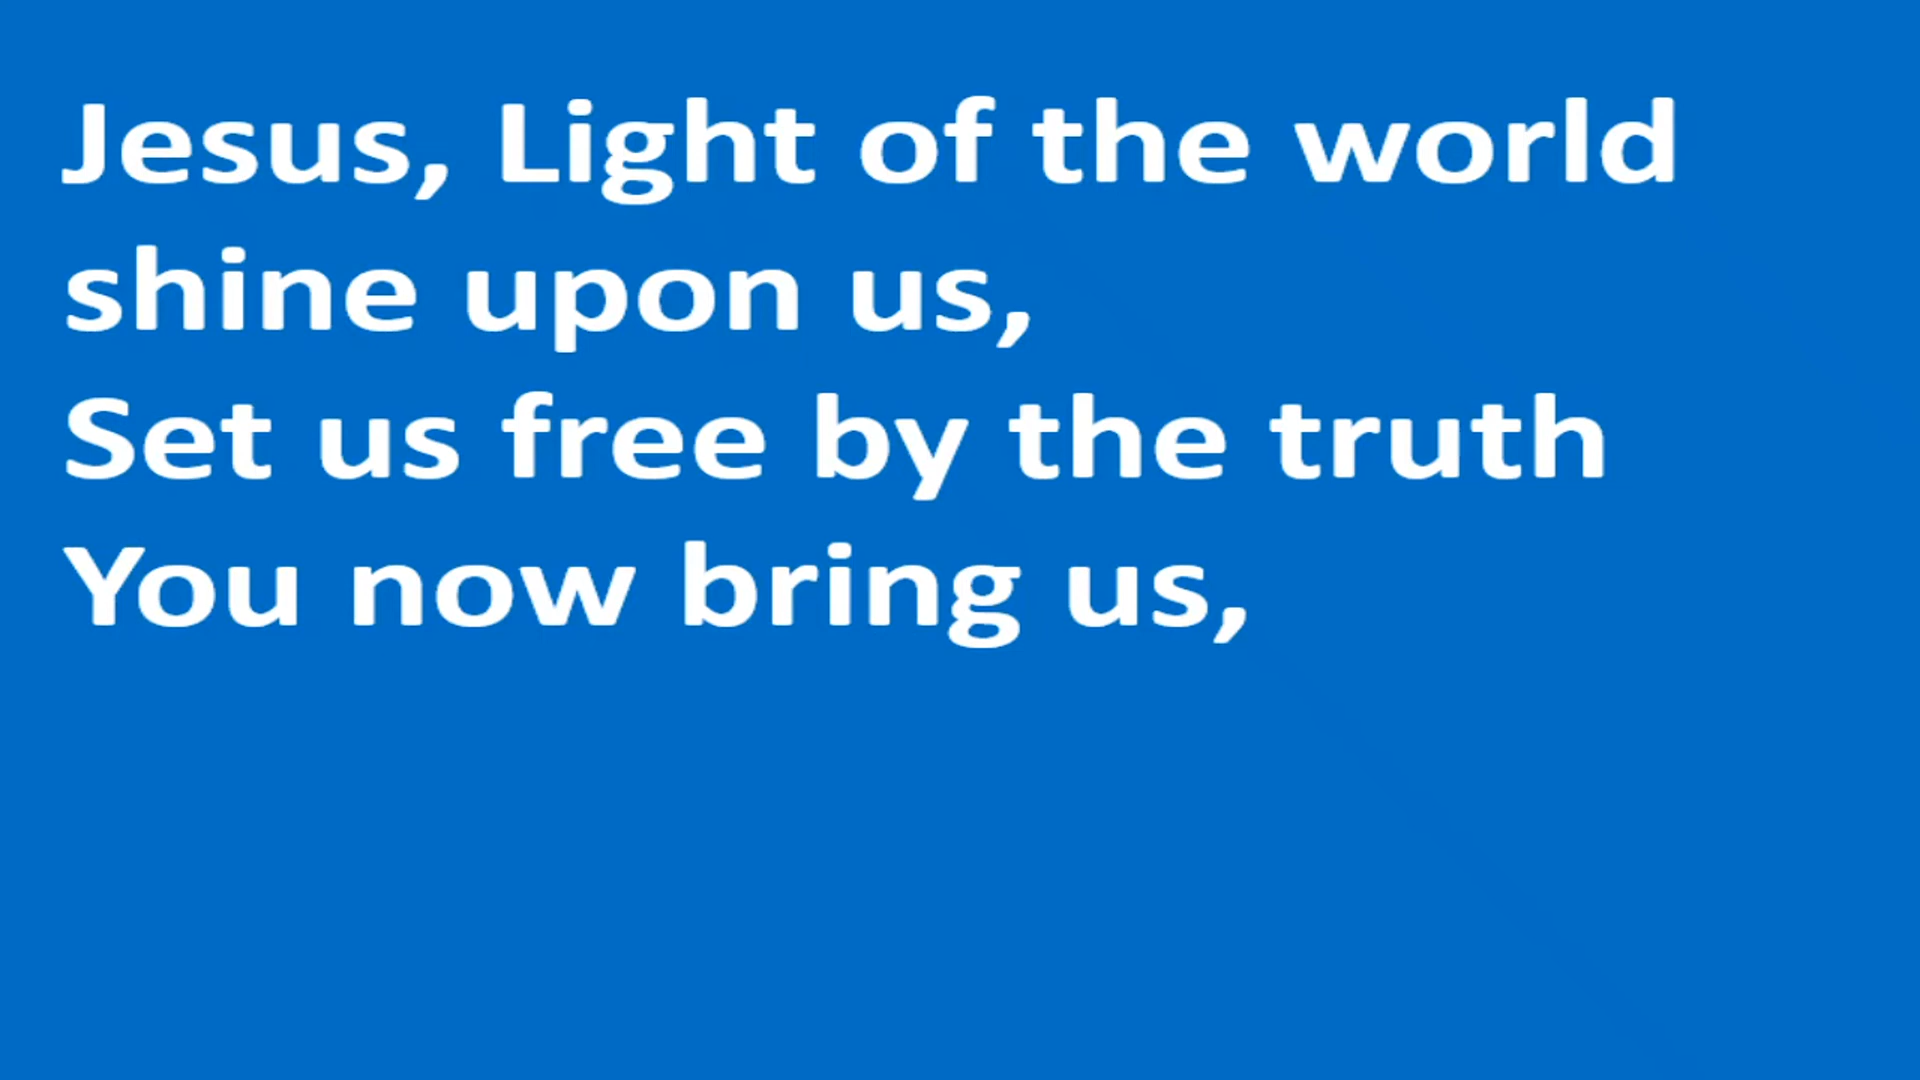 Jesus, Light of the world
shine upon us,
Set us free by the truth
You now bring us,